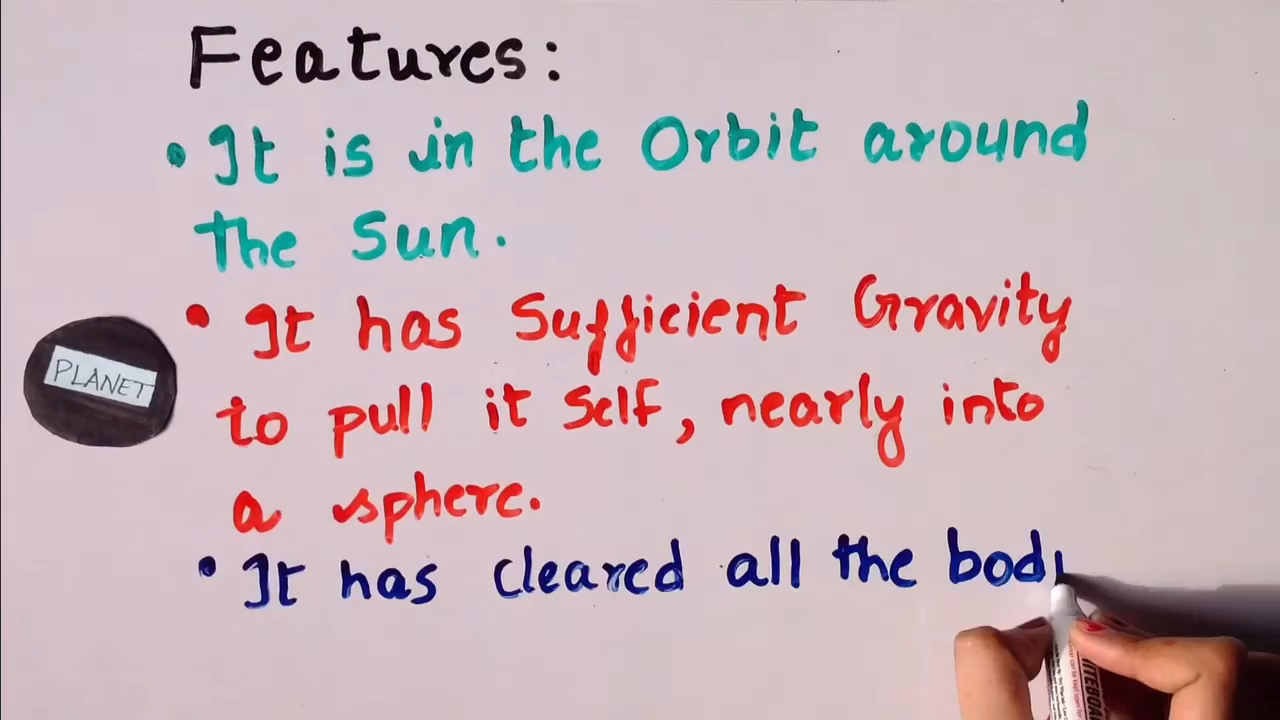 Features:
• It is in the Orbit around
the Sun.
• It has Sufficient Gravity
PLANET
to pull it Self, nearly into
a sphere.
• It has cleared all the bod